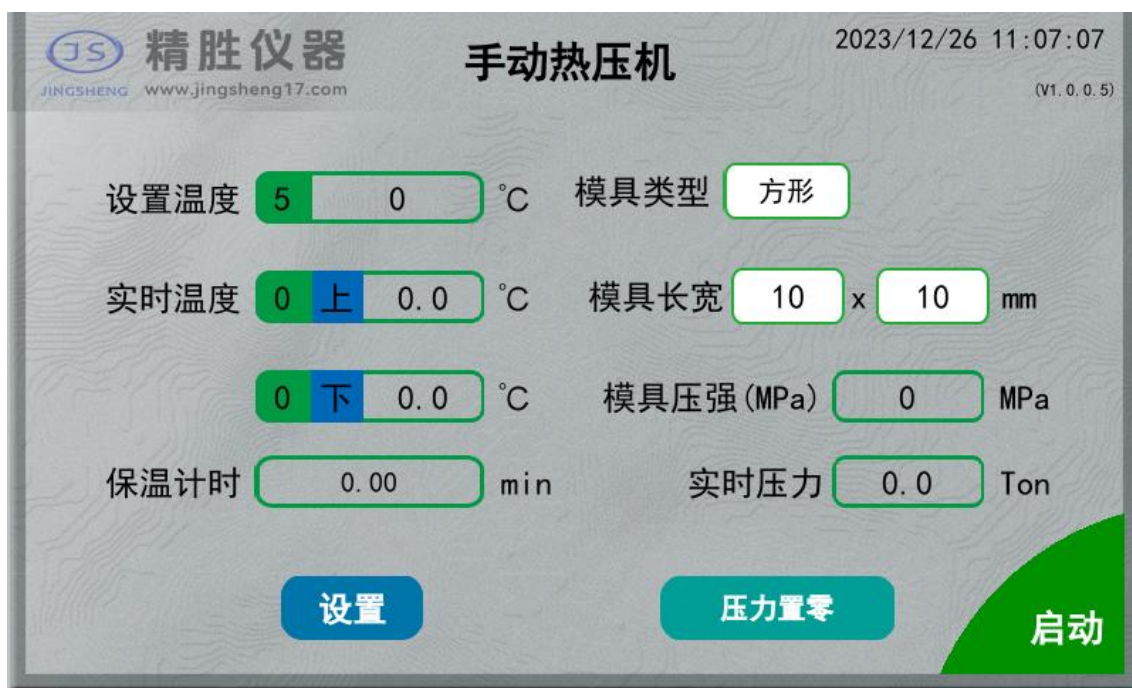 JS 精胜仪器
JINGSHENG www.jingsheng17.com
手动热压机
2023/12/26 11:07:07
(V1.0.0.5)
设置温度 5 0 ℃
模具类型 方形
实时温度 0 上 0.0 ℃
模具长宽 10 x 10 mm
0 下 0.0 ℃
模具压强(MPa) 0 MPa
保温计时 0.00 min
实时压力 0.0 Ton
设置
压力置零
启动